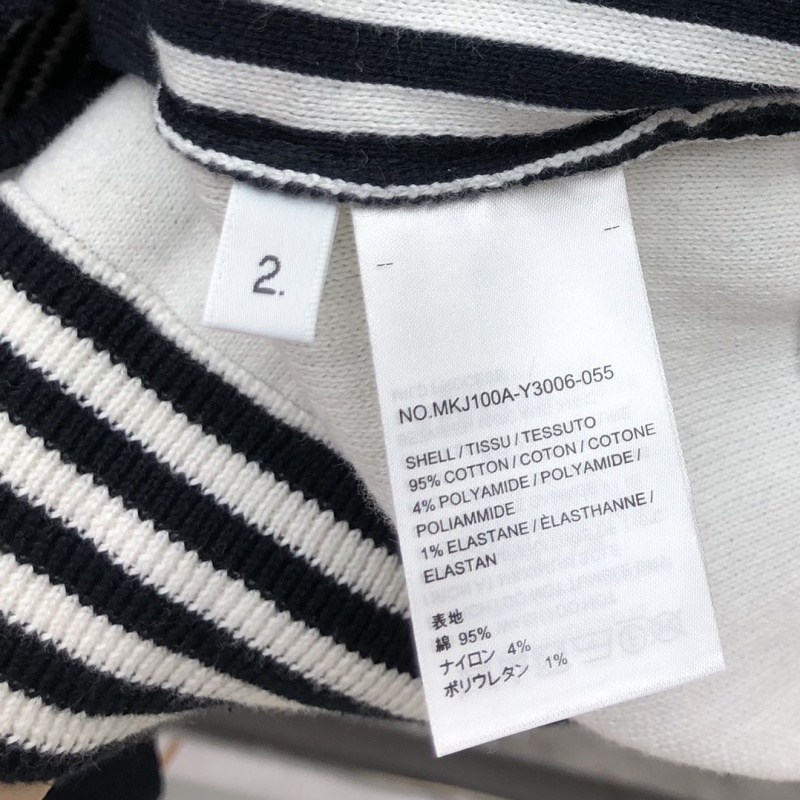 2.
NO.MKJ100A-Y3006-055
SHELL / TISSU / TESSUTO
95% COTTON / COTON / COTONE
4% POLYAMIDE / POLYAMIDE /
POLIAMMIDE
1% ELASTANE / ÈLASTHANNE /
ELASTAN
表地
綿 95%
ナイロン 4%
ポリウレタン 1%